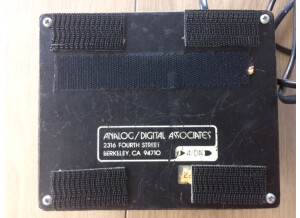 ANALOG/DIGITAL ASSOCIATES
2316 FOURTH STREET
BERKELEY, CA 94710